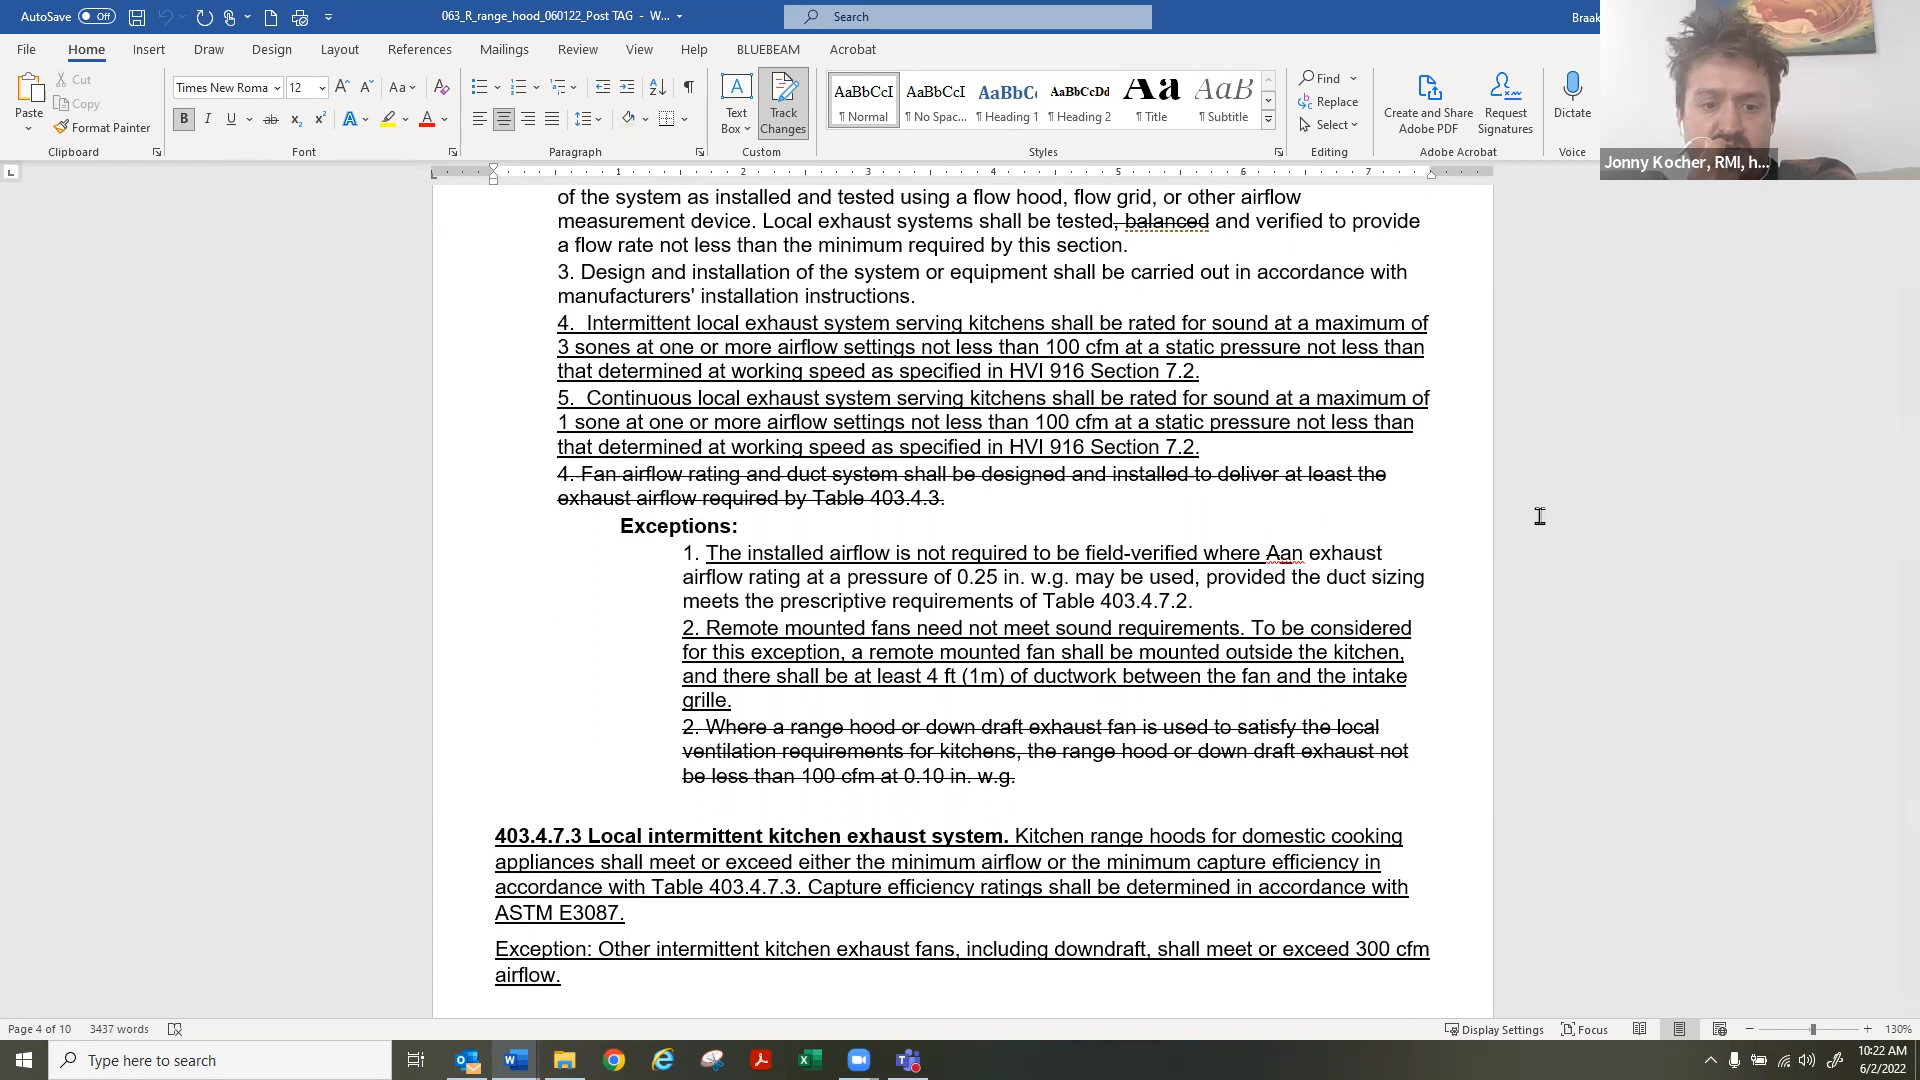 AutoSave Off 063_R_range_hood_060122_Post TAG - W... Search Braak
File Home Insert Draw Design Layout References Mailings Review View Help BLUEBEAM Acrobat
Paste Cut Copy Format Painter
Times New Roma 12 Aa
Text Box Track Changes
AaBbCcI AaBbCcI AaBbCc AaBbCcDd Aa AaB
¶ Normal ¶ No Spac... ¶ Heading 1 ¶ Heading 2 ¶ Title ¶ Subtitle
Find Replace Select
Create and Share Adobe PDF Request Signatures Dictate
Clipboard Font Paragraph Custom Styles Editing Adobe Acrobat Voice
Jonny Kocher, RMI, h...
1 2 3 4 5 6 7
of the system as installed and tested using a flow hood, flow grid, or other airflow
measurement device. Local exhaust systems shall be tested, balanced and verified to provide
a flow rate not less than the minimum required by this section.
3. Design and installation of the system or equipment shall be carried out in accordance with
manufacturers' installation instructions.
4. Intermittent local exhaust system serving kitchens shall be rated for sound at a maximum of
3 sones at one or more airflow settings not less than 100 cfm at a static pressure not less than
that determined at working speed as specified in HVI 916 Section 7.2.
5. Continuous local exhaust system serving kitchens shall be rated for sound at a maximum of
1 sone at one or more airflow settings not less than 100 cfm at a static pressure not less than
that determined at working speed as specified in HVI 916 Section 7.2.
4. Fan airflow rating and duct system shall be designed and installed to deliver at least the
exhaust airflow required by Table 403.4.3.
Exceptions:
1. The installed airflow is not required to be field-verified where Aan exhaust
airflow rating at a pressure of 0.25 in. w.g. may be used, provided the duct sizing
meets the prescriptive requirements of Table 403.4.7.2.
2. Remote mounted fans need not meet sound requirements. To be considered
for this exception, a remote mounted fan shall be mounted outside the kitchen,
and there shall be at least 4 ft (1m) of ductwork between the fan and the intake
grille.
2. Where a range hood or down draft exhaust fan is used to satisfy the local
ventilation requirements for kitchens, the range hood or down draft exhaust not
be less than 100 cfm at 0.10 in. w.g.
403.4.7.3 Local intermittent kitchen exhaust system. Kitchen range hoods for domestic cooking
appliances shall meet or exceed either the minimum airflow or the minimum capture efficiency in
accordance with Table 403.4.7.3. Capture efficiency ratings shall be determined in accordance with
ASTM E3087.
Exception: Other intermittent kitchen exhaust fans, including downdraft, shall meet or exceed 300 cfm
airflow.
Page 4 of 10 3437 words Display Settings Focus 130%
Type here to search
10:22 AM
6/2/2022